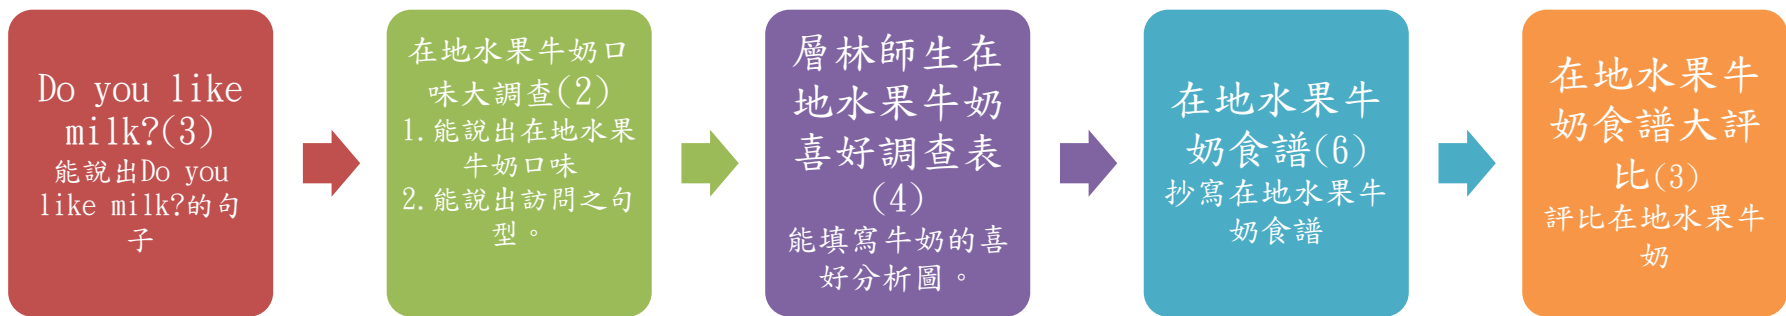 Do you like
milk?(3)
能說出Do you
like milk?的句
子
在地水果牛奶口
味大調查(2)
1.能說出在地水果
牛奶口味
2.能說出訪問之句
型。
層林師生在
地水果牛奶
喜好調查表
(4)
能填寫牛奶的喜
好分析圖。
在地水果牛
奶食譜(6)
抄寫在地水果牛
奶食譜
在地水果牛
奶食譜大評
比(3)
評比在地水果牛
奶